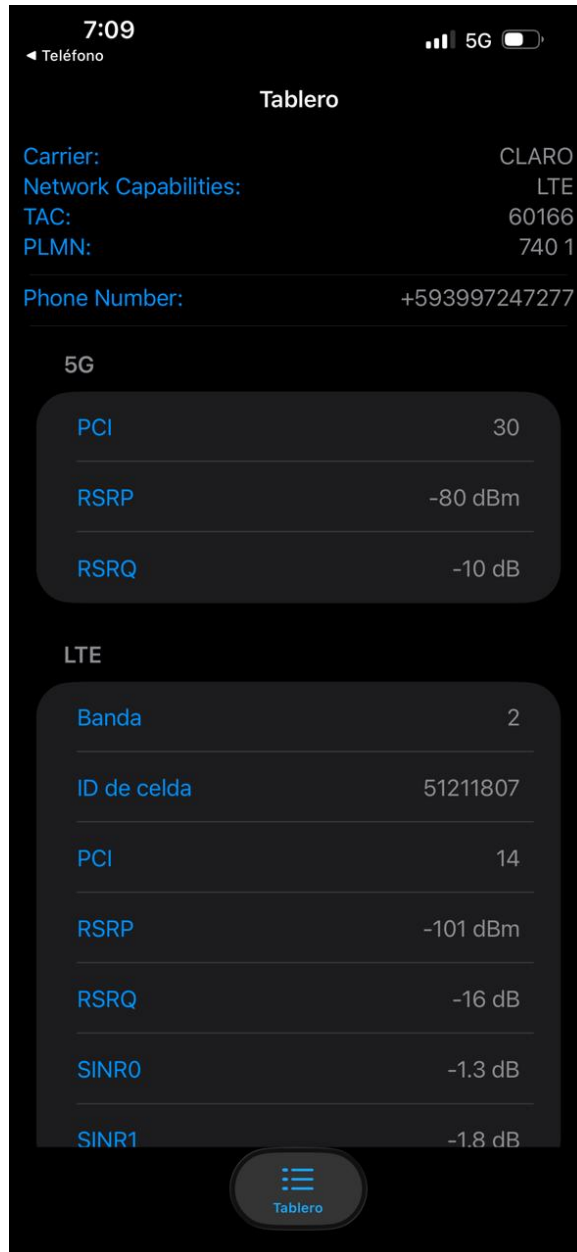 7:09
5G
◀ Teléfono
Tablero
Carrier: CLARO
Network Capabilities: LTE
TAC: 60166
PLMN: 740 1
Phone Number: +593997247277
5G
PCI 30
RSRP -80 dBm
RSRQ -10 dB
LTE
Banda 2
ID de celda 51211807
PCI 14
RSRP -101 dBm
RSRQ -16 dB
SINR0 -1.3 dB
SINR1 -1.8 dB
Tablero